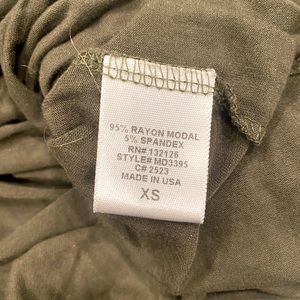 95% RAYON MODAL
5% SPANDEX
RN# 132126
STYLE# MD3395
C# 2523
MADE IN USA
XS